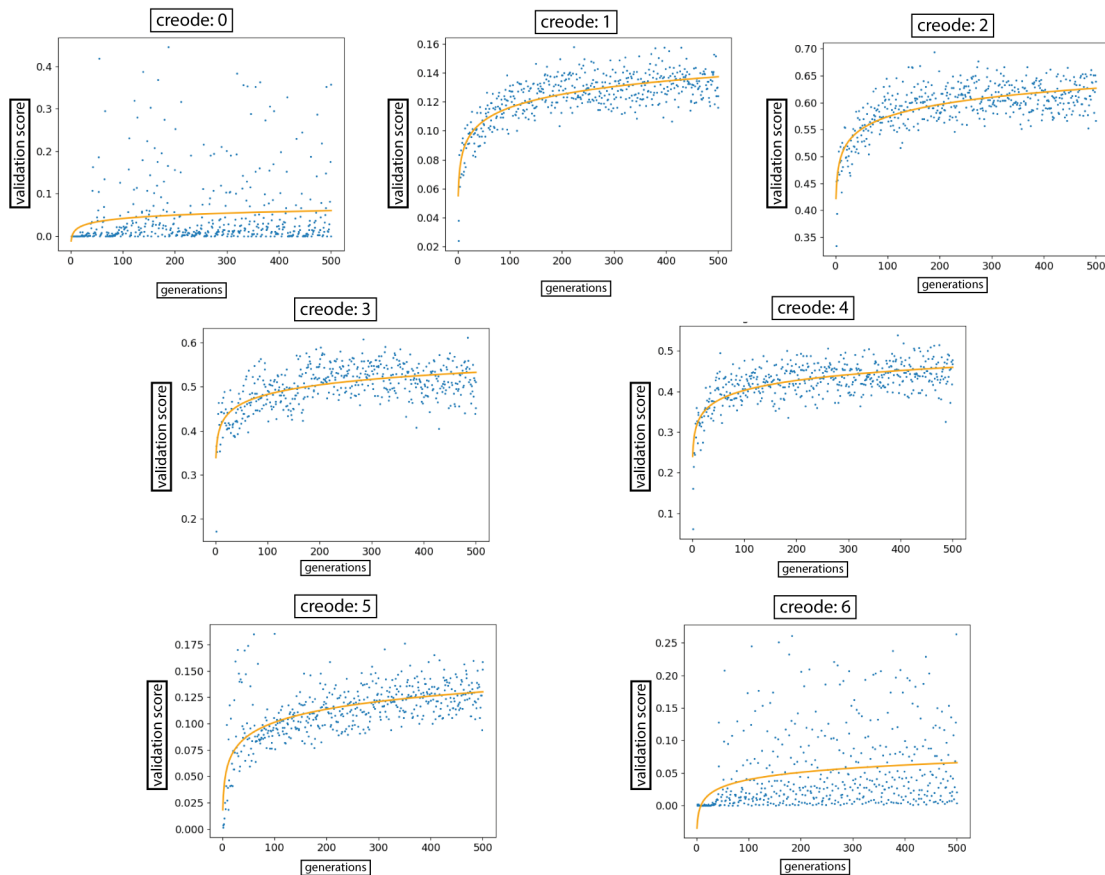 creode: 0
validation score
0.4
0.3
0.2
0.1
0.0
0 100 200 300 400 500
generations
creode: 1
validation score
0.16
0.14
0.12
0.10
0.08
0.06
0.04
0.02
0 100 200 300 400 500
generations
creode: 2
validation score
0.70
0.65
0.60
0.55
0.50
0.45
0.40
0.35
0 100 200 300 400 500
generations
creode: 3
validation score
0.6
0.5
0.4
0.3
0.2
0 100 200 300 400 500
generations
creode: 4
validation score
0.5
0.4
0.3
0.2
0.1
0 100 200 300 400 500
generations
creode: 5
validation score
0.175
0.150
0.125
0.100
0.075
0.050
0.025
0.000
0 100 200 300 400 500
generations
creode: 6
validation score
0.25
0.20
0.15
0.10
0.05
0.00
0 100 200 300 400 500
generations